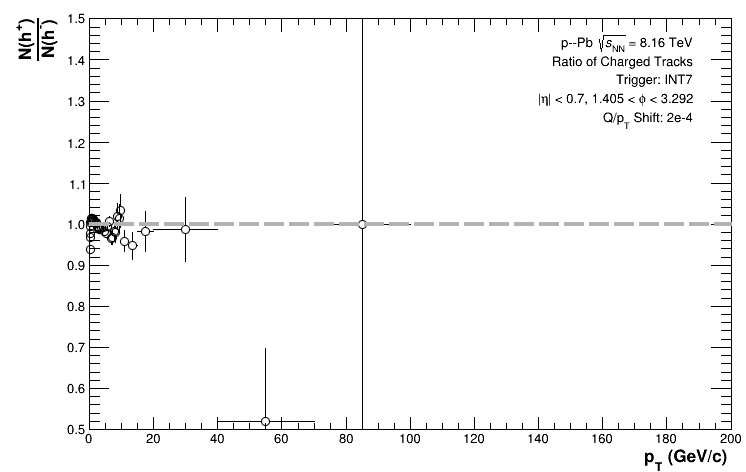 N(h⁺)
N(h⁻)
1.5
1.4
1.3
1.2
1.1
1.0
0.9
0.8
0.7
0.6
0.5
p--Pb √s_NN = 8.16 TeV
Ratio of Charged Tracks
Trigger: INT7
|η| < 0.7, 1.405 < ϕ < 3.292
Q/p_T Shift: 2e-4
0 20 40 60 80 100 120 140 160 180 200
p_T (GeV/c)